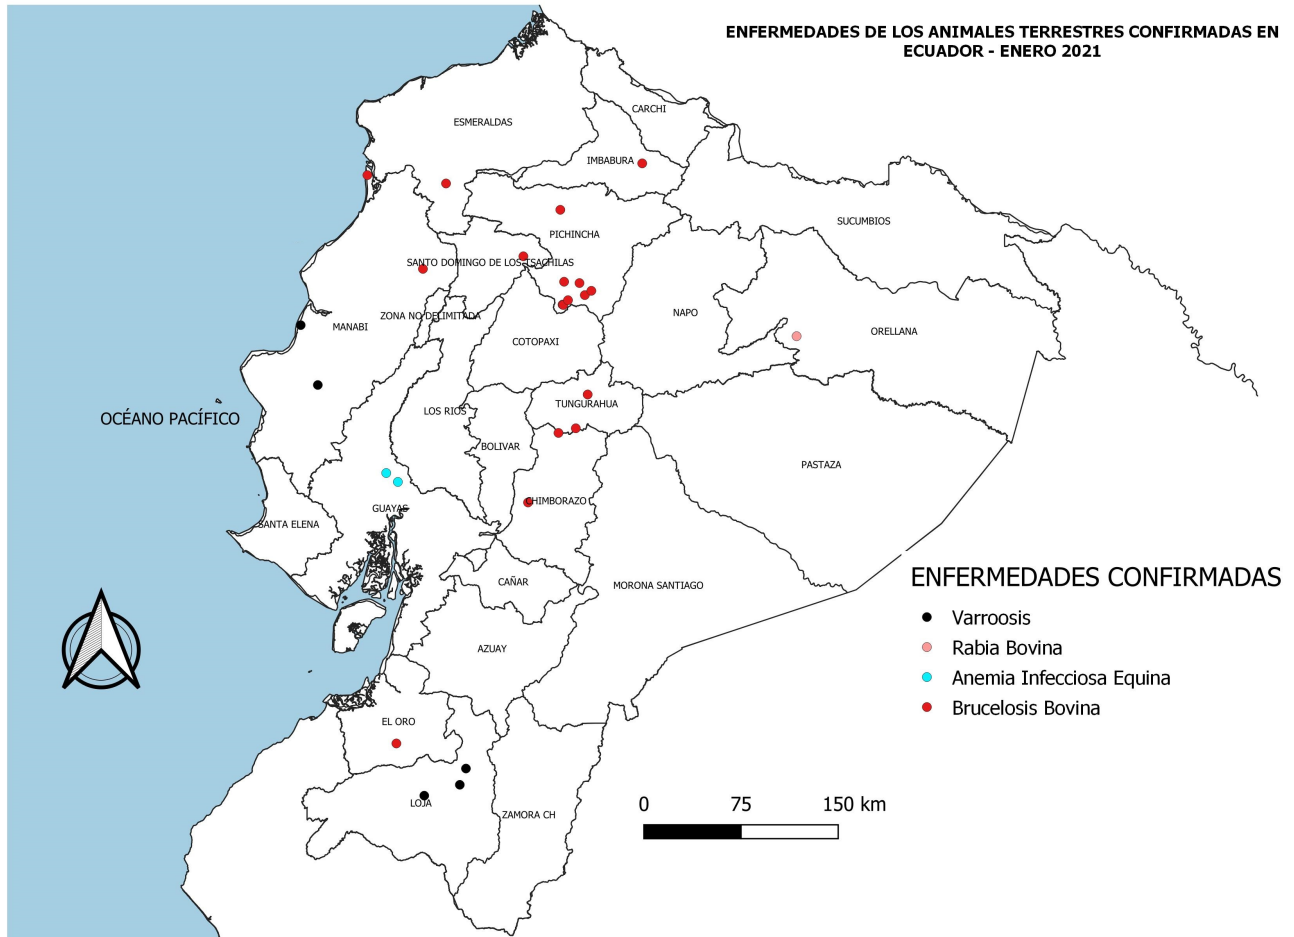 ENFERMEDADES DE LOS ANIMALES TERRESTRES CONFIRMADAS EN
ECUADOR - ENERO 2021
CARCHI
ESMERALDAS
IMBABURA
SUCUMBIOS
PICHINCHA
SANTO DOMINGO DE LOS TSACHILAS
NAPO
ZONA NO DELIMITADA
MANABI
ORELLANA
COTOPAXI
TUNGURAHUA
LOS RIOS
OCÉANO PACÍFICO
BOLIVAR
PASTAZA
CHIMBORAZO
GUAYAS
SANTA ELENA
CAÑAR
MORONA SANTIAGO
AZUAY
EL ORO
LOJA
ZAMORA CH
ENFERMEDADES CONFIRMADAS
Varroosis
Rabia Bovina
Anemia Infecciosa Equina
Brucelosis Bovina
0 75 150 km